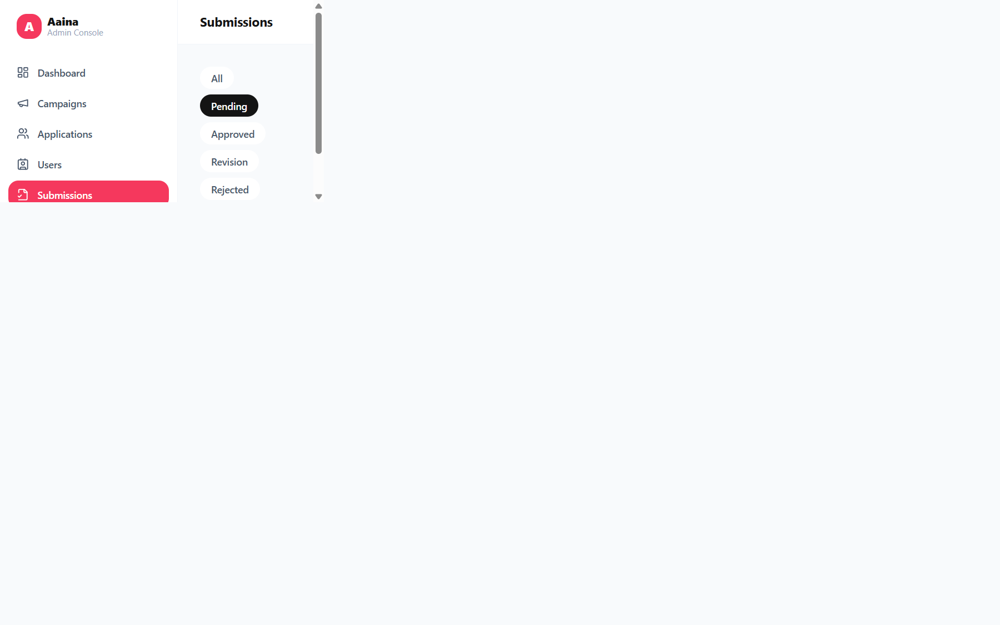 A
Aaina
Admin Console
Dashboard
Campaigns
Applications
Users
Submissions
Submissions
All
Pending
Approved
Revision
Rejected